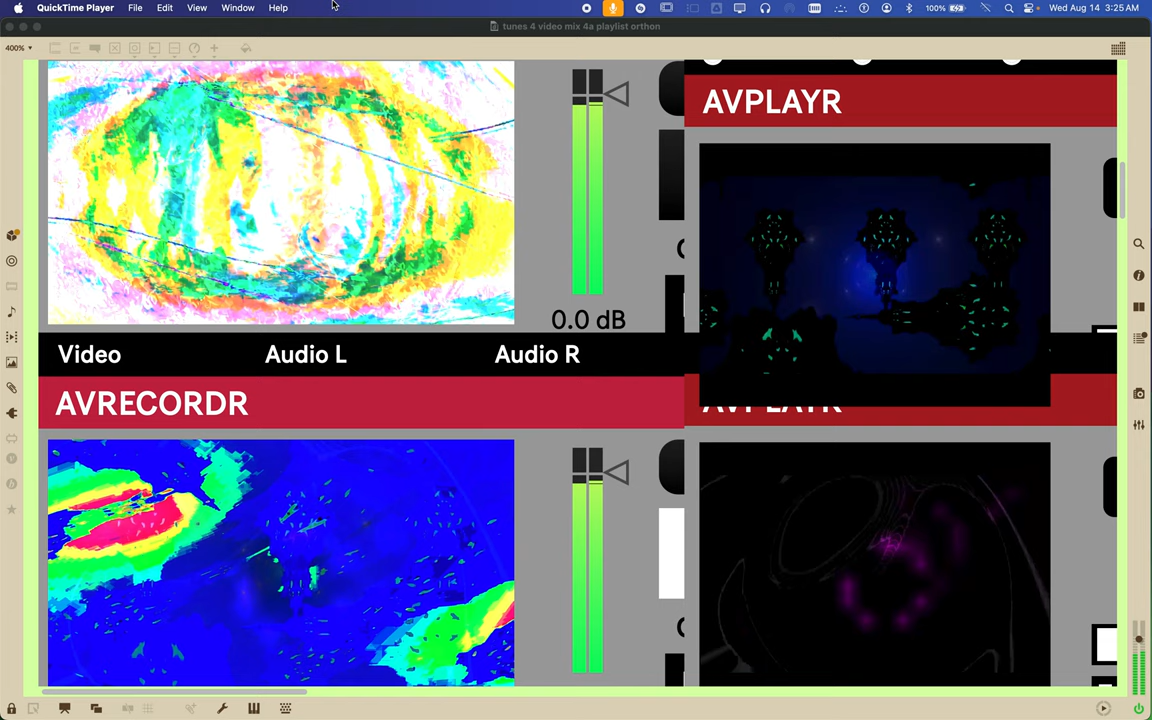 QuickTime Player File Edit View Window Help 100% Wed Aug 14 3:25 AM
tunes 4 video mix 4a playlist orthon
400%
AVPLAYR
0.0 dB
Video Audio L Audio R
AVRECORDR
AVPLAYR